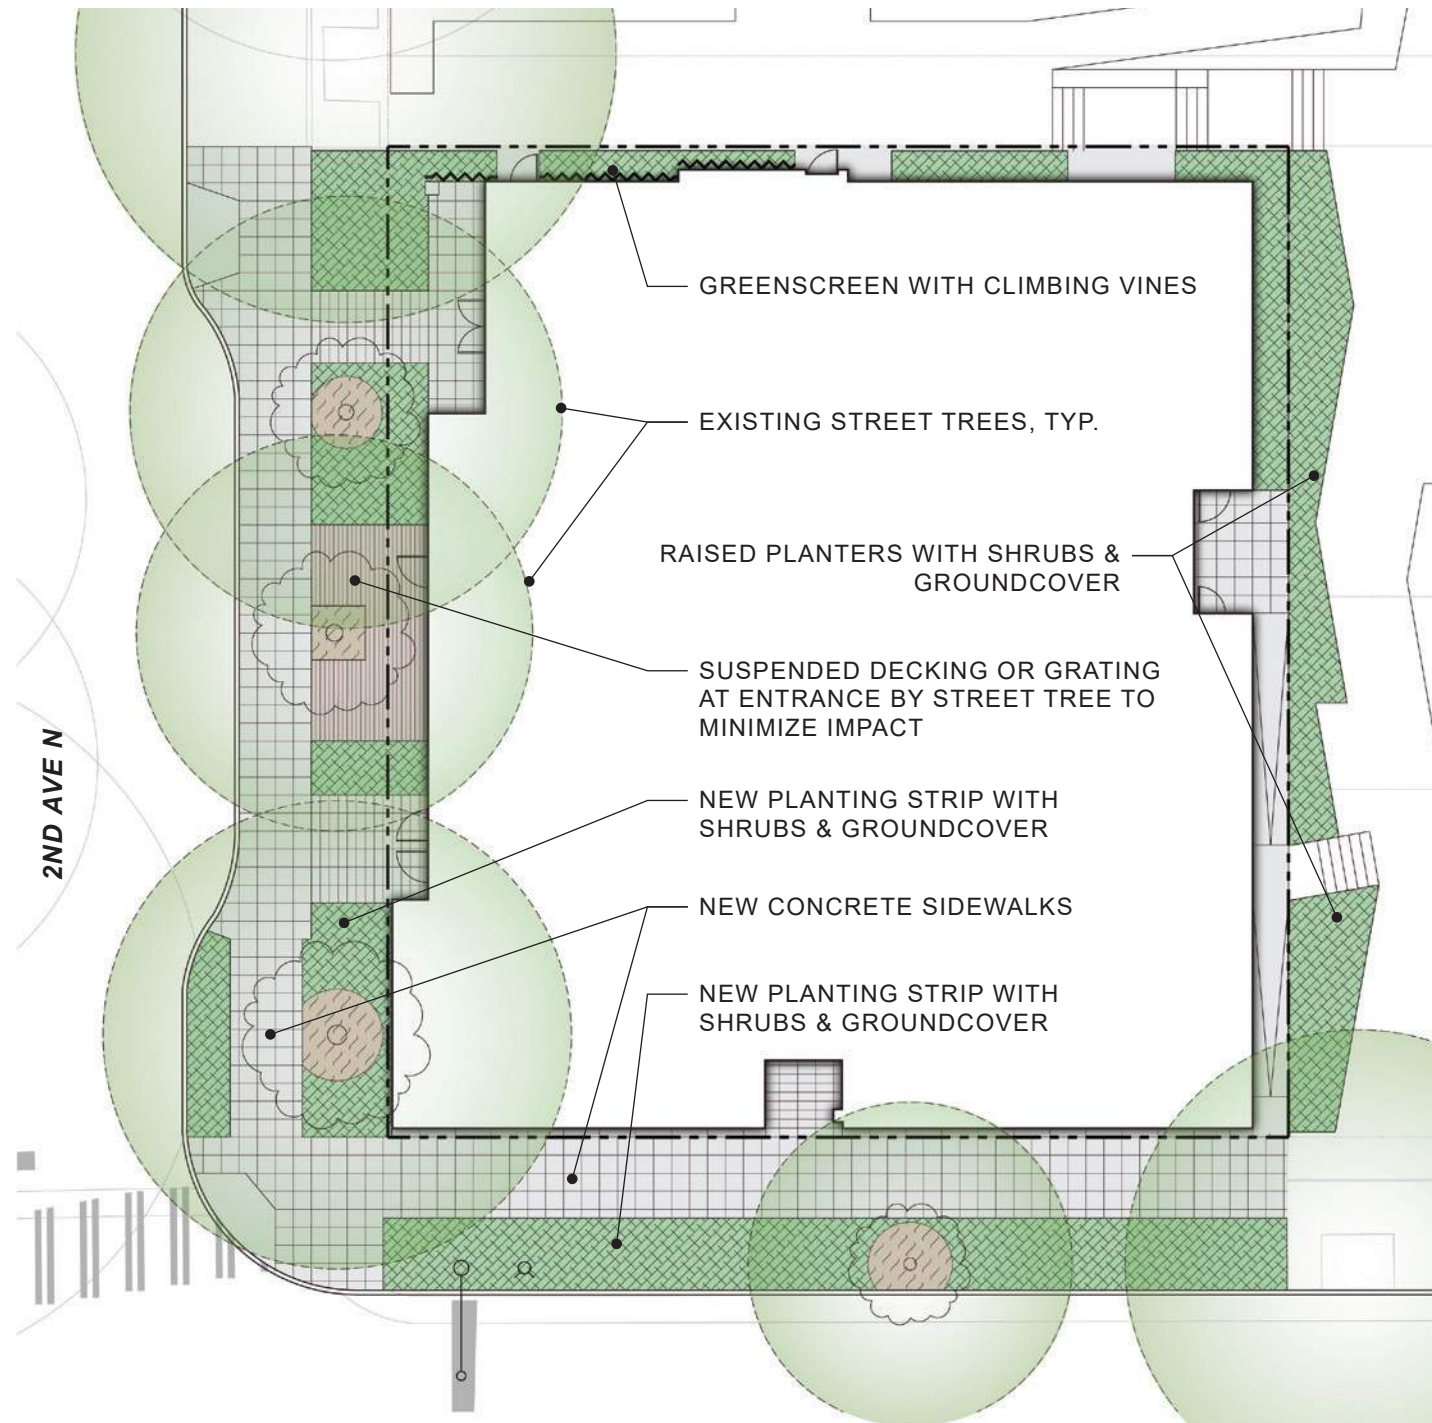 GREENSCREEN WITH CLIMBING VINES
EXISTING STREET TREES, TYP.
RAISED PLANTERS WITH SHRUBS &
GROUNDCOVER
SUSPENDED DECKING OR GRATING
AT ENTRANCE BY STREET TREE TO
MINIMIZE IMPACT
2ND AVE N
NEW PLANTING STRIP WITH
SHRUBS & GROUNDCOVER
NEW CONCRETE SIDEWALKS
NEW PLANTING STRIP WITH
SHRUBS & GROUNDCOVER